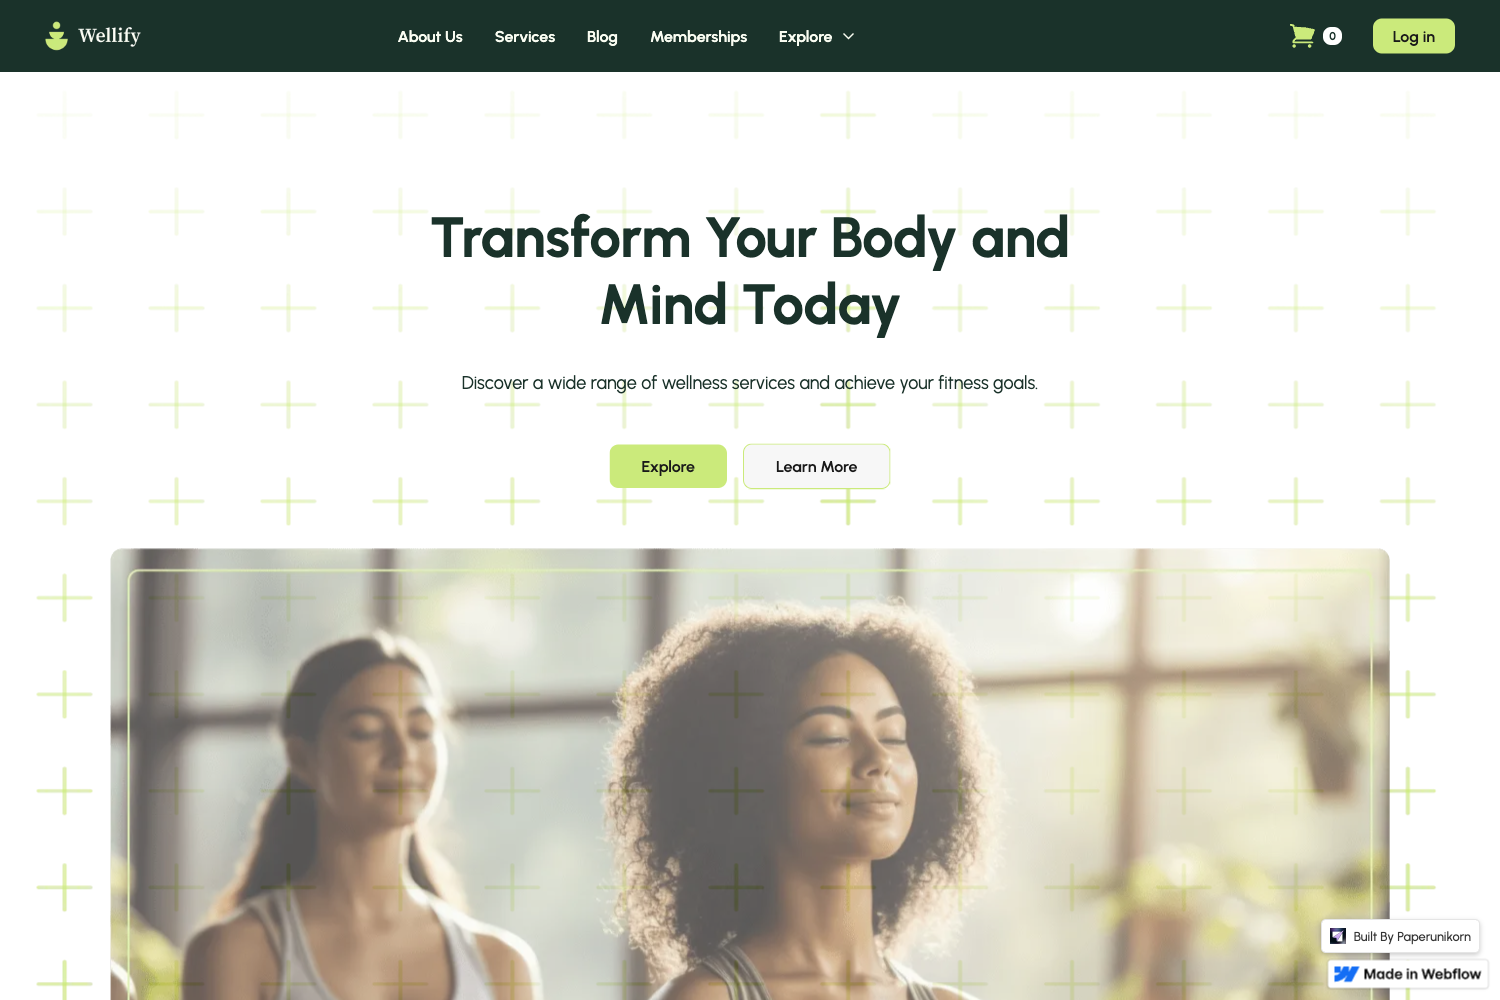 Wellify
About Us
Services
Blog
Memberships
Explore
0
Log in
Transform Your Body and
Mind Today
Discover a wide range of wellness services and achieve your fitness goals.
Explore
Learn More
Built By Paperunikorn
Made in Webflow